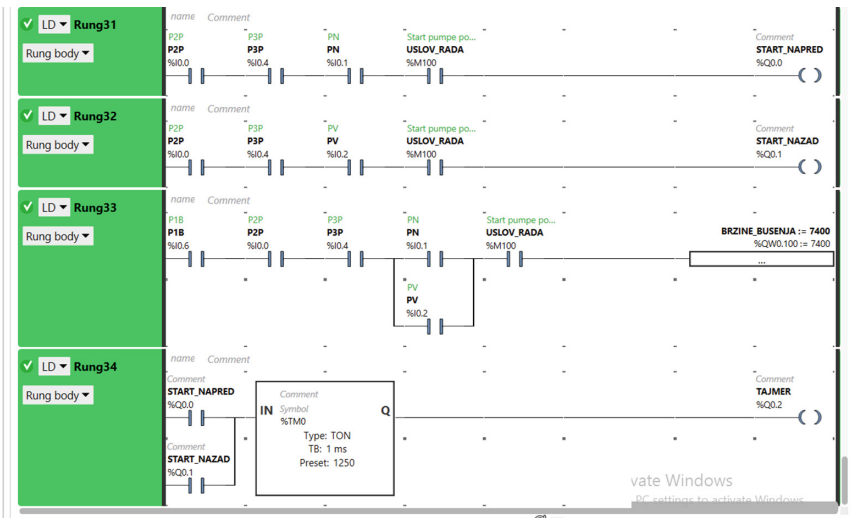 name Comment
LD Rung31
Rung body
P2P P3P PN Start pumpe po... Comment
P2P P3P PN USLOV_RADA START_NAPRED
%I0.0 %I0.4 %I0.1 %M100 %Q0.0
name Comment
LD Rung32
Rung body
P2P P3P PV Start pumpe po... Comment
P2P P3P PV USLOV_RADA START_NAZAD
%I0.0 %I0.4 %I0.2 %M100 %Q0.1
name Comment
LD Rung33
Rung body
P1B P2P P3P PN Start pumpe po...
P1B P2P P3P PN USLOV_RADA BRZINE_BUSENJA := 7400
%I0.6 %I0.0 %I0.4 %I0.1 %M100 %QW0.100 := 7400
...
PV
PV
%I0.2
name Comment
LD Rung34
Rung body
Comment Comment
START_NAPRED Comment TAJMER
%Q0.0 IN Symbol Q %Q0.2
%TM0
Type: TON
Comment TB: 1 ms
START_NAZAD Preset: 1250
%Q0.1
vate Windows
PC settings to activate Windows.